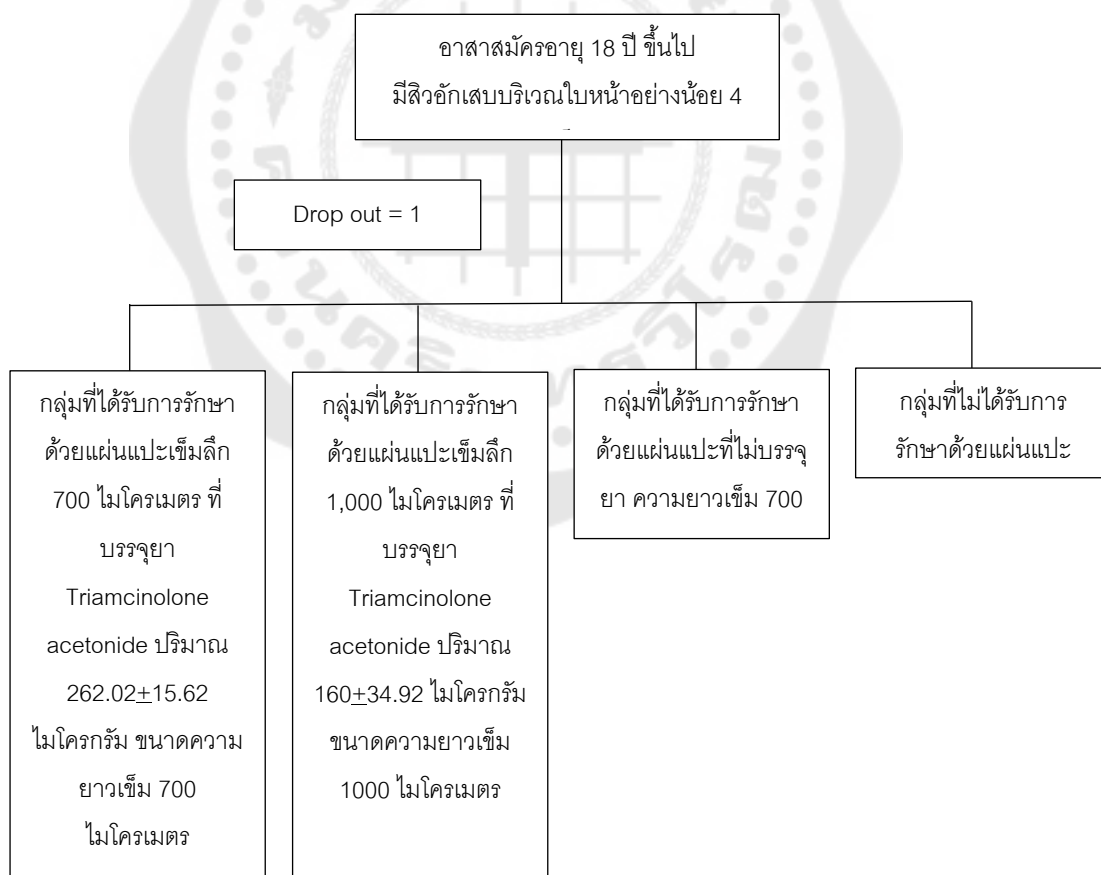 อาสาสมัครอายุ 18 ปี ขึ้นไป
มีสิวอักเสบบริเวณใบหน้าอย่างน้อย 4
Drop out = 1
กลุ่มที่ได้รับการรักษา
ด้วยแผ่นแปะเข็มลึก
700 ไมโครเมตร ที่
บรรจุยา
Triamcinolone
acetonide ปริมาณ
262.02+15.62
ไมโครกรัม ขนาดความ
ยาวเข็ม 700
ไมโครเมตร
กลุ่มที่ได้รับการรักษา
ด้วยแผ่นแปะเข็มลึก
1,000 ไมโครเมตร ที่
บรรจุยา
Triamcinolone
acetonide ปริมาณ
160+34.92 ไมโครกรัม
ขนาดความยาวเข็ม
1000 ไมโครเมตร
กลุ่มที่ได้รับการรักษา
ด้วยแผ่นแปะที่ไม่บรรจุ
ยา ความยาวเข็ม 700
กลุ่มที่ไม่ได้รับการ
รักษาด้วยแผ่นแปะ